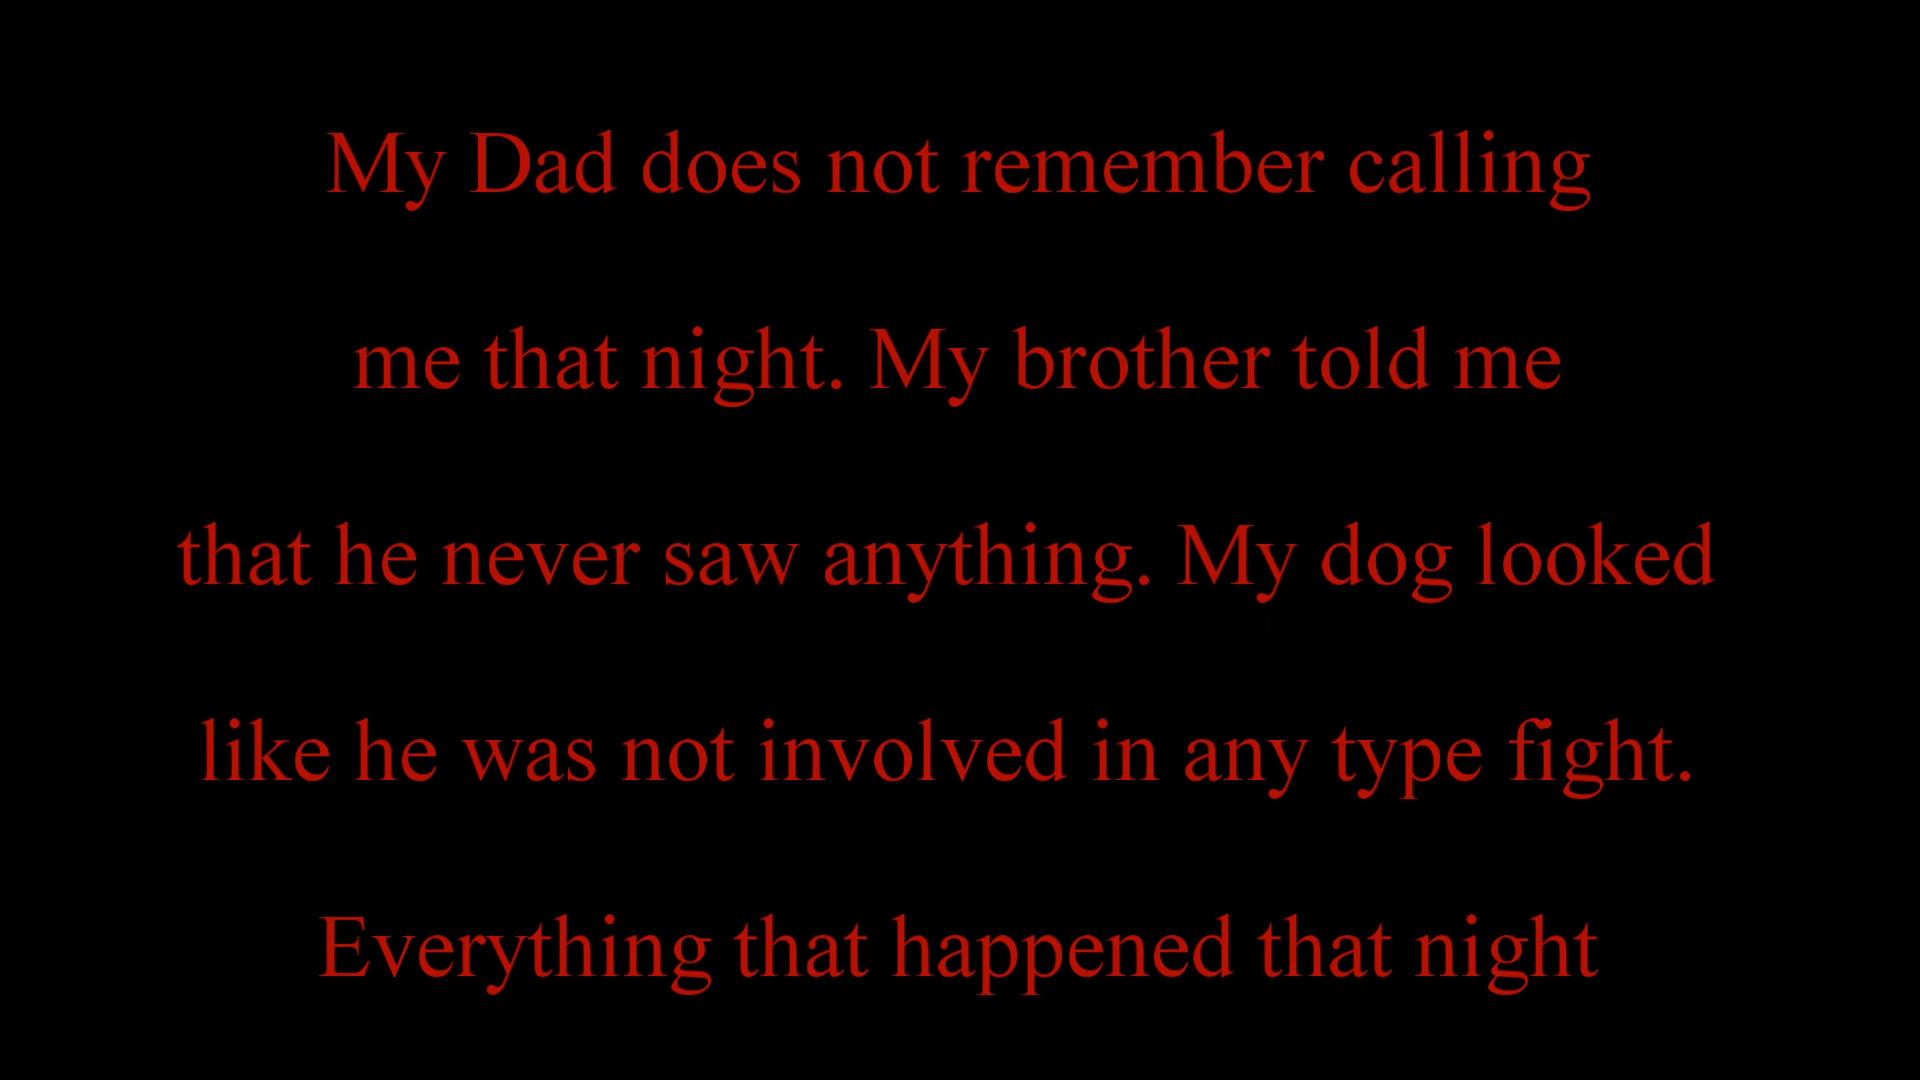 My Dad does not remember calling
me that night. My brother told me
that he never saw anything. My dog looked
like he was not involved in any type fight.
Everything that happened that night